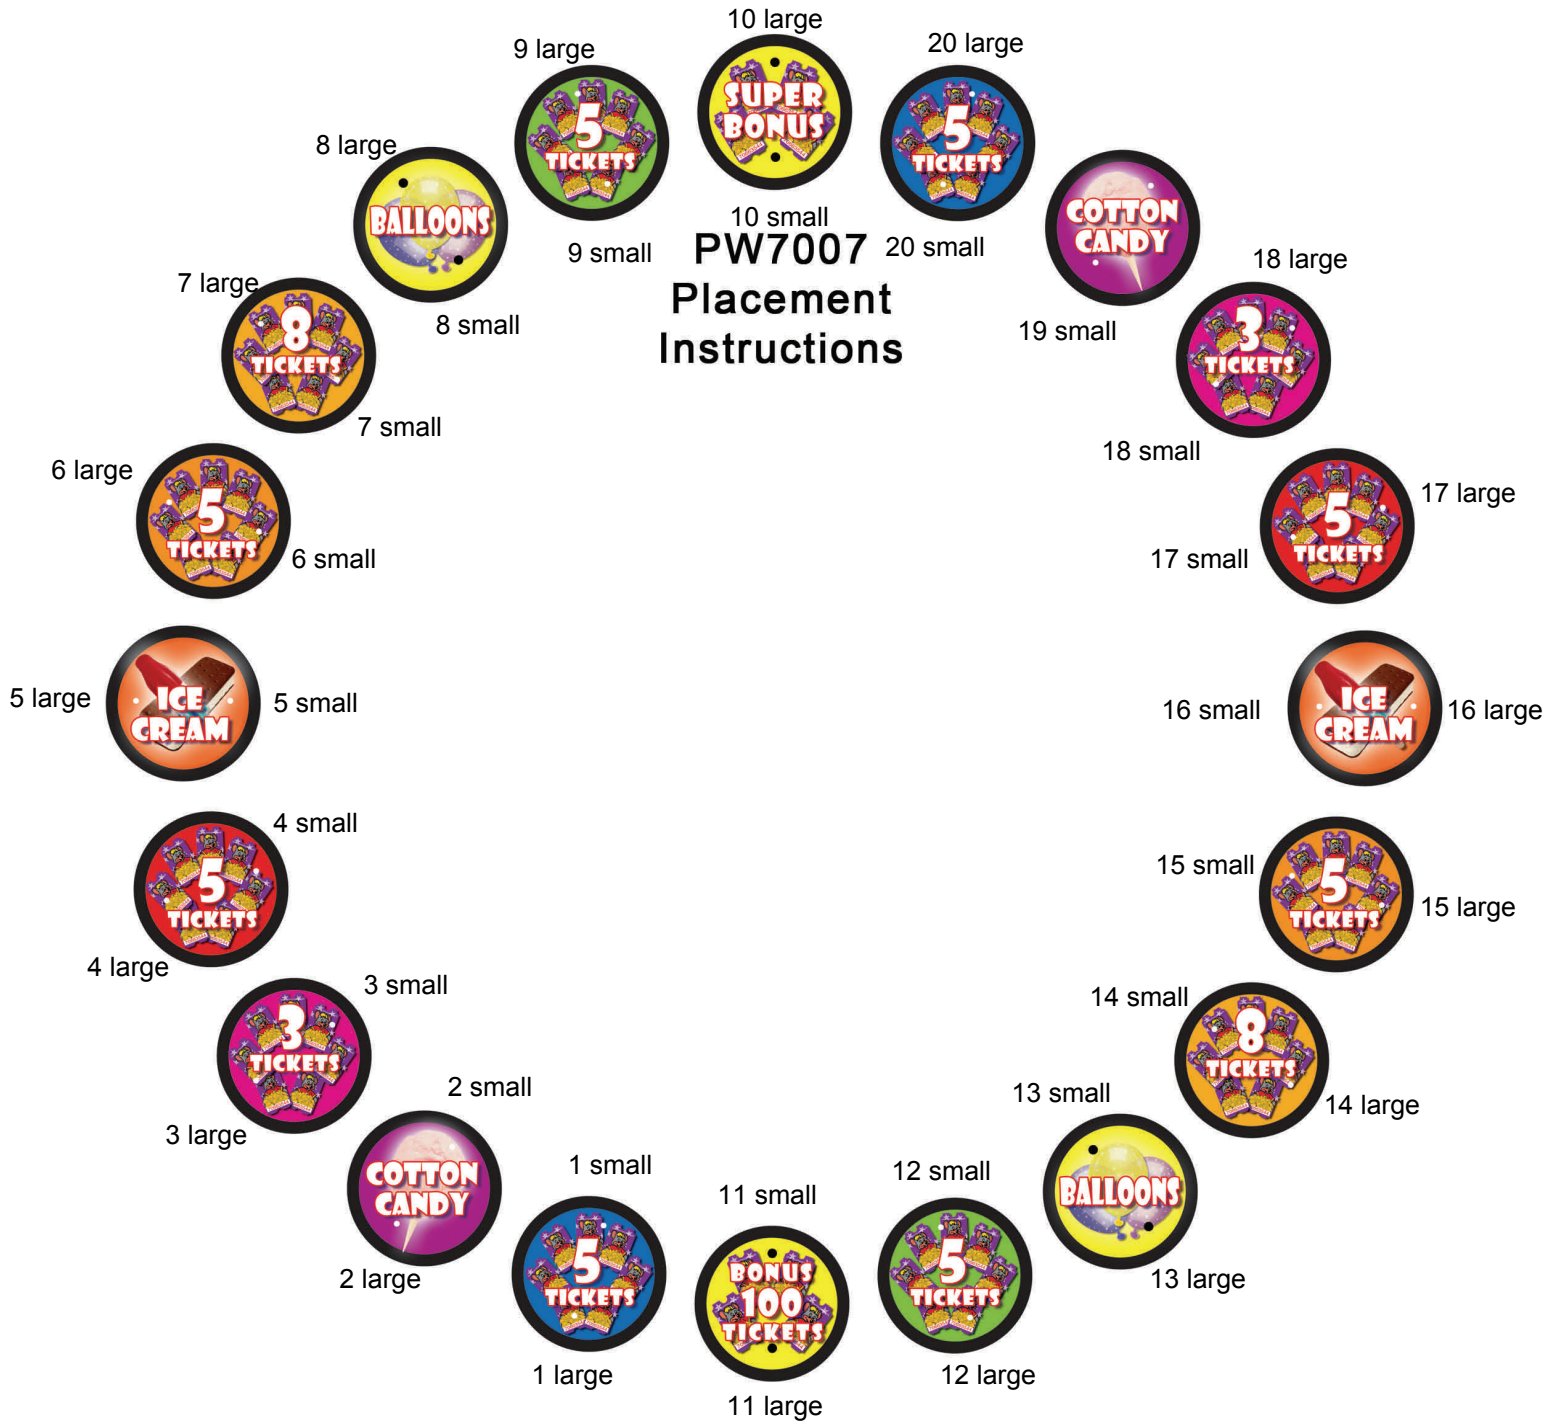 10 large
9 large
20 large
SUPER
BONUS
5
TICKETS
5
TICKETS
8 large
BALLOONS
COTTON
CANDY
10 small
9 small
20 small
PW7007
Placement
Instructions
7 large
18 large
8 small
19 small
8
TICKETS
3
TICKETS
7 small
18 small
6 large
17 large
5
TICKETS
5
TICKETS
6 small
17 small
5 large
ICE
CREAM
5 small
16 small
ICE
CREAM
16 large
4 small
15 small
5
TICKETS
5
TICKETS
15 large
4 large
3 small
14 small
3
TICKETS
8
TICKETS
2 small
13 small
14 large
3 large
COTTON
CANDY
BALLOONS
1 small
11 small
12 small
2 large
13 large
5
TICKETS
BONUS
100
TICKETS
5
TICKETS
1 large
11 large
12 large